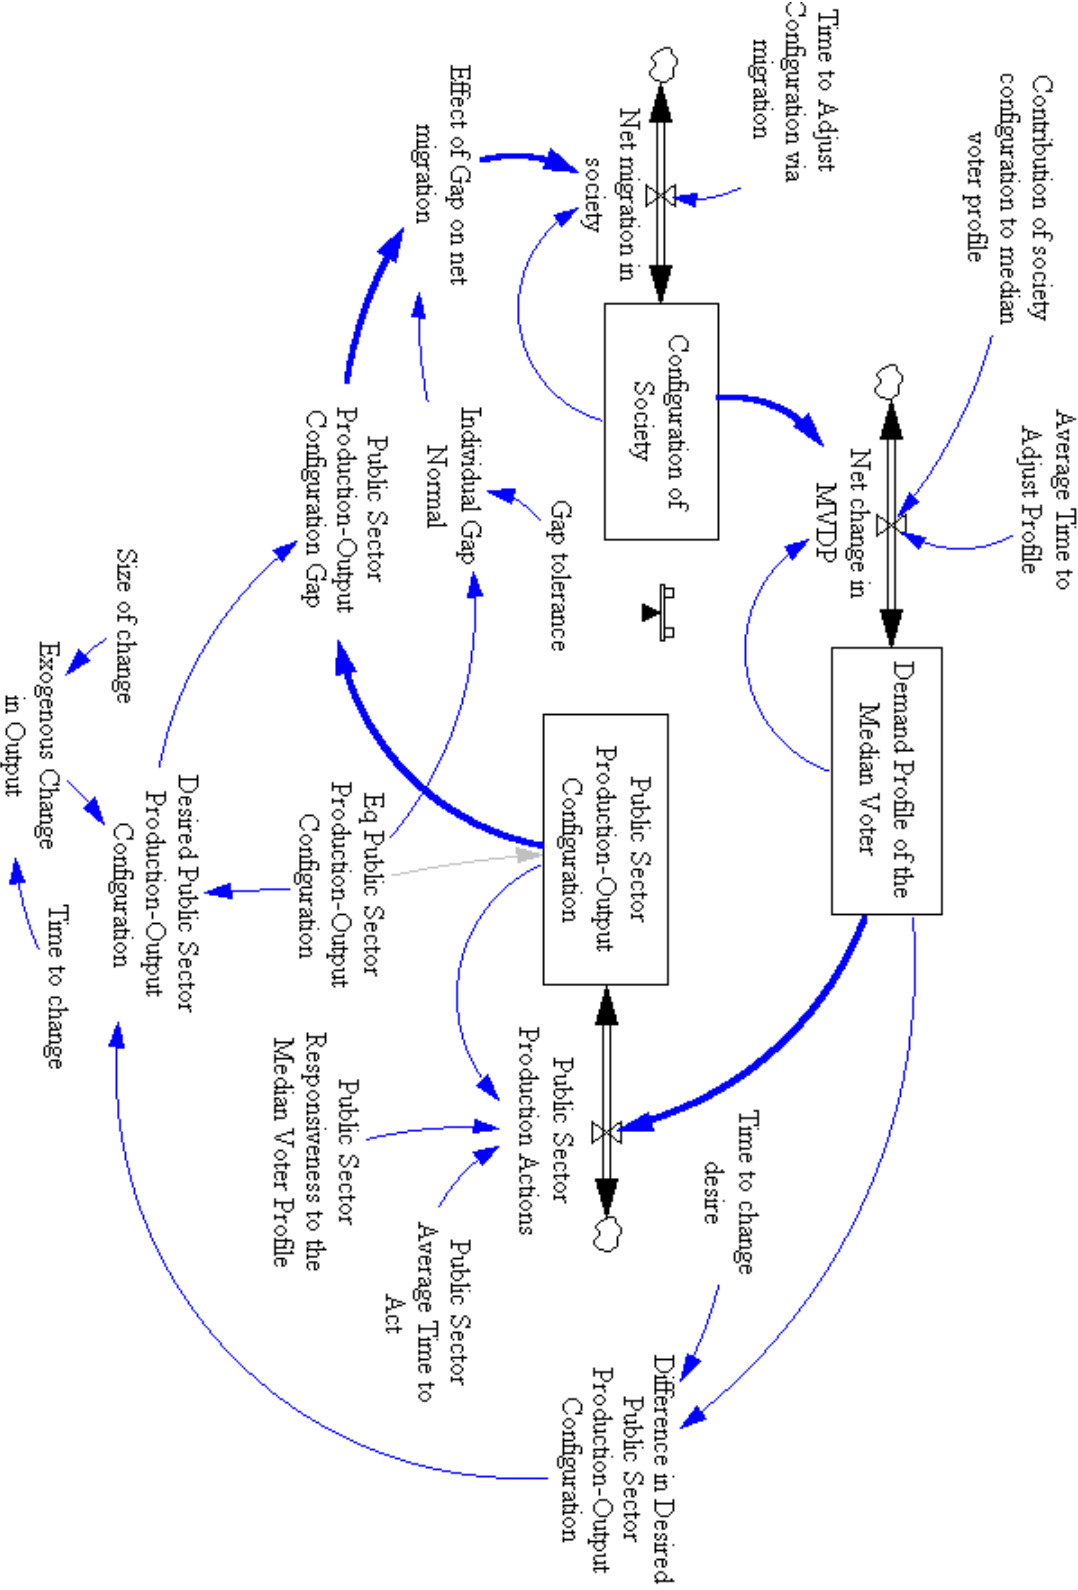 Contribution of society
configuration to median
voter profile
Average Time to
Adjust Profile
Time to Adjust
Configuration via
migration
Net change in
MVDP
Demand Profile of the
Median Voter
Net migration in
society
Configuration of
Society
Time to change
desire
Effect of Gap on net
migration
Individual Gap
Normal
Gap tolerance
Public Sector
Production-Output
Configuration
Public Sector
Production Actions
Difference in Desired
Public Sector
Production-Output
Configuration
Public Sector
Production-Output
Configuration Gap
Eq Public Sector
Production-Output
Configuration
Public Sector
Responsiveness to the
Median Voter Profile
Public Sector
Average Time to
Act
Size of change
Exogenous Change
in Output
Desired Public Sector
Production-Output
Configuration
Time to change